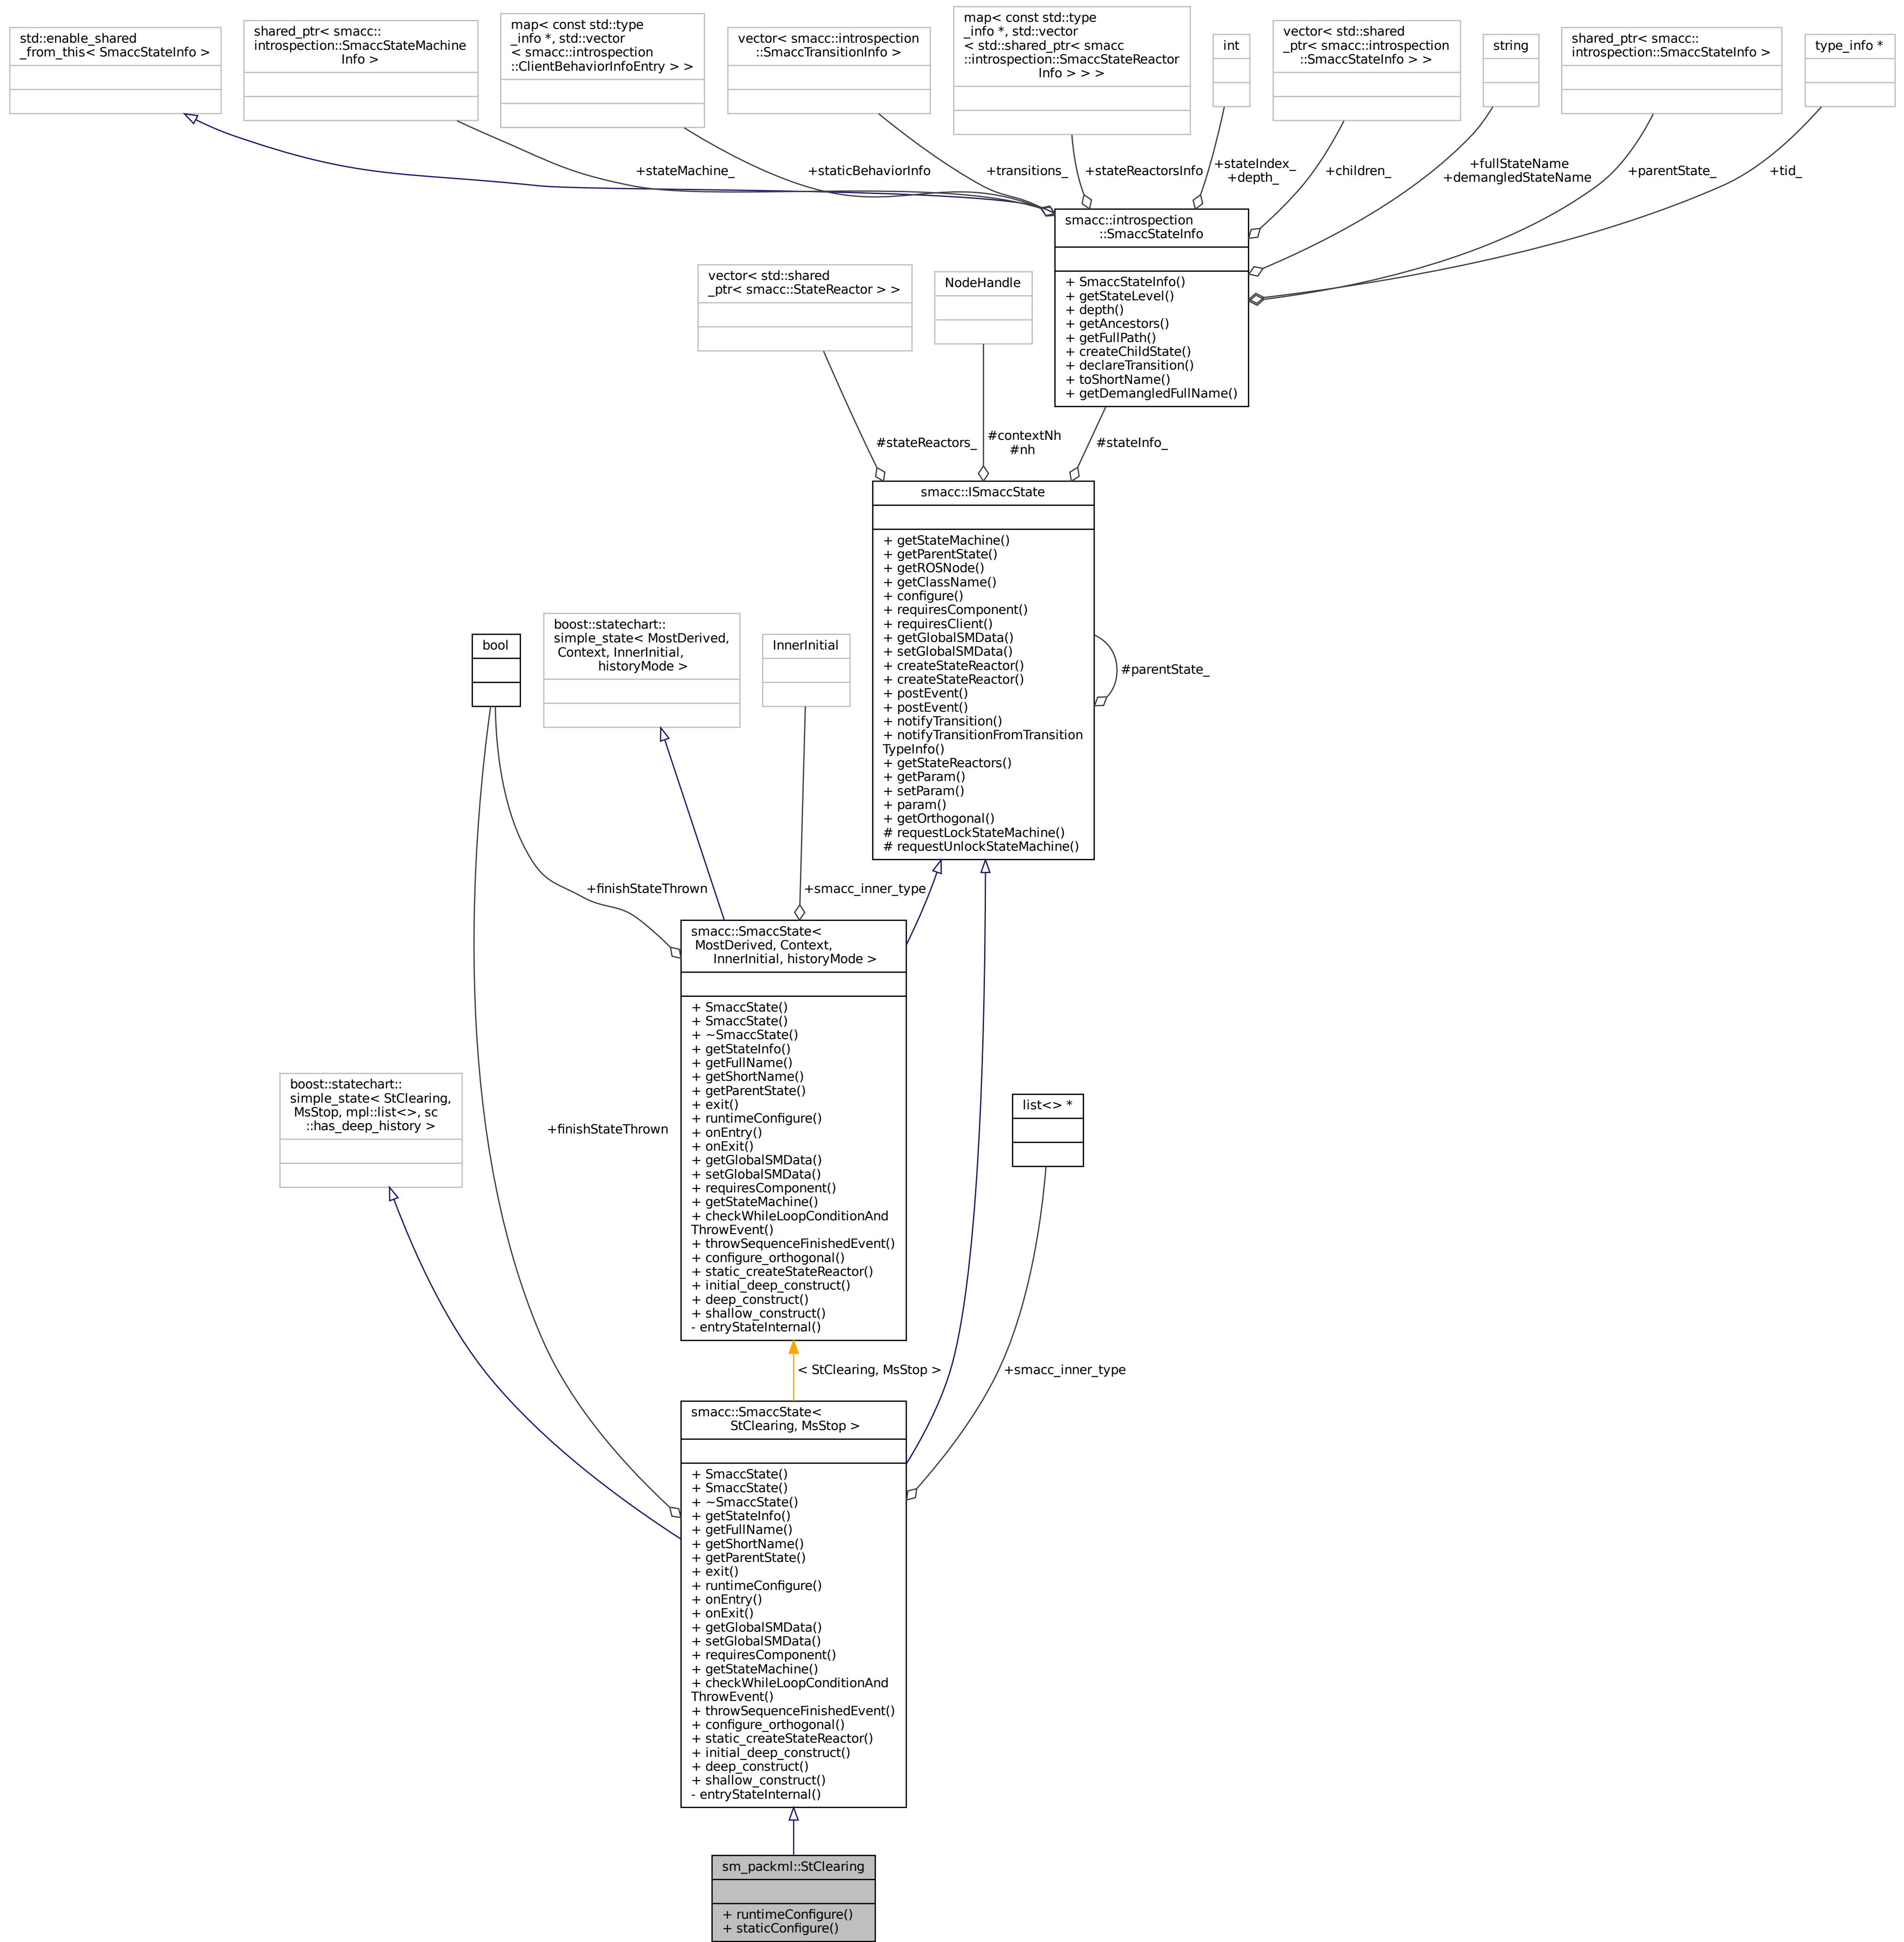 std::enable_shared
_from_this< SmaccStateInfo >
shared_ptr< smacc::
introspection::SmaccStateMachine
Info >
map< const std::type
_info *, std::vector
< smacc::introspection
::ClientBehaviorInfoEntry > >
vector< smacc::introspection
::SmaccTransitionInfo >
map< const std::type
_info *, std::vector
< std::shared_ptr< smacc
::introspection::SmaccStateReactor
Info > > >
int
vector< std::shared
_ptr< smacc::introspection
::SmaccStateInfo > >
string
shared_ptr< smacc::
introspection::SmaccStateInfo >
type_info *
+stateMachine_
+staticBehaviorInfo
+transitions_
+stateReactorsInfo
+stateIndex_
+depth_
+children_
+fullStateName
+demangledStateName
+parentState_
+tid_
smacc::introspection
::SmaccStateInfo
+ SmaccStateInfo()
+ getStateLevel()
+ depth()
+ getAncestors()
+ getFullPath()
+ createChildState()
+ declareTransition()
+ toShortName()
+ getDemangledFullName()
vector< std::shared
_ptr< smacc::StateReactor > >
NodeHandle
#stateReactors_
#contextNh
#nh
#stateInfo_
smacc::ISmaccState
+ getStateMachine()
+ getParentState()
+ getROSNode()
+ getClassName()
+ configure()
+ requiresComponent()
+ requiresClient()
+ getGlobalSMData()
+ setGlobalSMData()
+ createStateReactor()
+ createStateReactor()
+ postEvent()
+ postEvent()
+ notifyTransition()
+ notifyTransitionFromTransition
TypeInfo()
+ getStateReactors()
+ getParam()
+ setParam()
+ param()
+ getOrthogonal()
# requestLockStateMachine()
# requestUnlockStateMachine()
#parentState_
bool
boost::statechart::
simple_state< MostDerived,
Context, InnerInitial,
historyMode >
InnerInitial
+finishStateThrown
+smacc_inner_type
smacc::SmaccState<
MostDerived, Context,
InnerInitial, historyMode >
+ SmaccState()
+ SmaccState()
+ ~SmaccState()
+ getStateInfo()
+ getFullName()
+ getShortName()
+ getParentState()
+ exit()
+ runtimeConfigure()
+ onEntry()
+ onExit()
+ getGlobalSMData()
+ setGlobalSMData()
+ requiresComponent()
+ getStateMachine()
+ checkWhileLoopConditionAnd
ThrowEvent()
+ throwSequenceFinishedEvent()
+ configure_orthogonal()
+ static_createStateReactor()
+ initial_deep_construct()
+ deep_construct()
+ shallow_construct()
- entryStateInternal()
boost::statechart::
simple_state< StClearing,
MsStop, mpl::list<>, sc
::has_deep_history >
+finishStateThrown
list<> *
< StClearing, MsStop >
+smacc_inner_type
smacc::SmaccState<
StClearing, MsStop >
+ SmaccState()
+ SmaccState()
+ ~SmaccState()
+ getStateInfo()
+ getFullName()
+ getShortName()
+ getParentState()
+ exit()
+ runtimeConfigure()
+ onEntry()
+ onExit()
+ getGlobalSMData()
+ setGlobalSMData()
+ requiresComponent()
+ getStateMachine()
+ checkWhileLoopConditionAnd
ThrowEvent()
+ throwSequenceFinishedEvent()
+ configure_orthogonal()
+ static_createStateReactor()
+ initial_deep_construct()
+ deep_construct()
+ shallow_construct()
- entryStateInternal()
sm_packml::StClearing
+ runtimeConfigure()
+ staticConfigure()